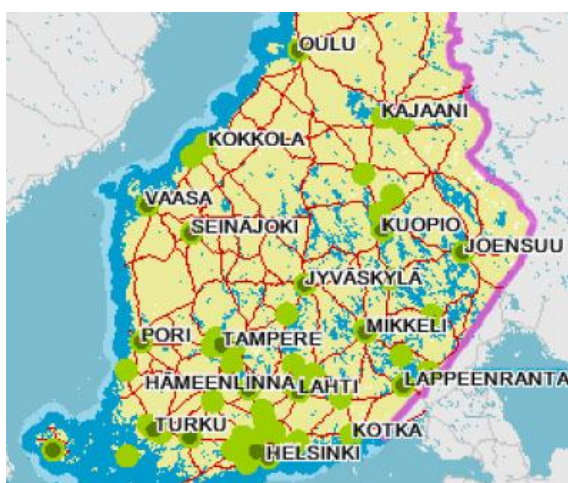 OULU
KAJAANI
KOKKOLA
VAASA
SEINÄJOKI
KUOPIO
JOENSUU
JYVÄSKYLÄ
PORI
TAMPERE
MIKKELI
HÄMEENLINNA
LAHTI
LAPPEENRANTA
TURKU
KOTKA
HELSINKI